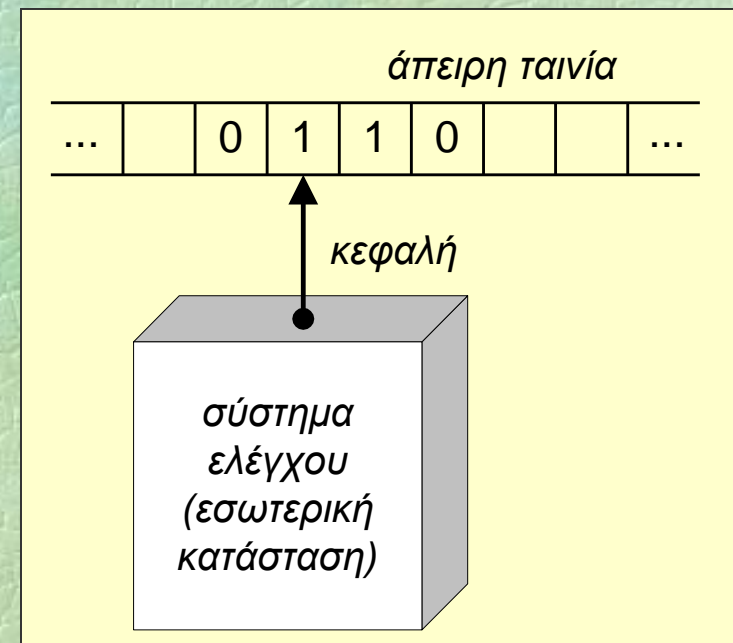 άπειρη ταινία
... 0 1 1 0 ...
κεφαλή
σύστημα
ελέγχου
(εσωτερική
κατάσταση)